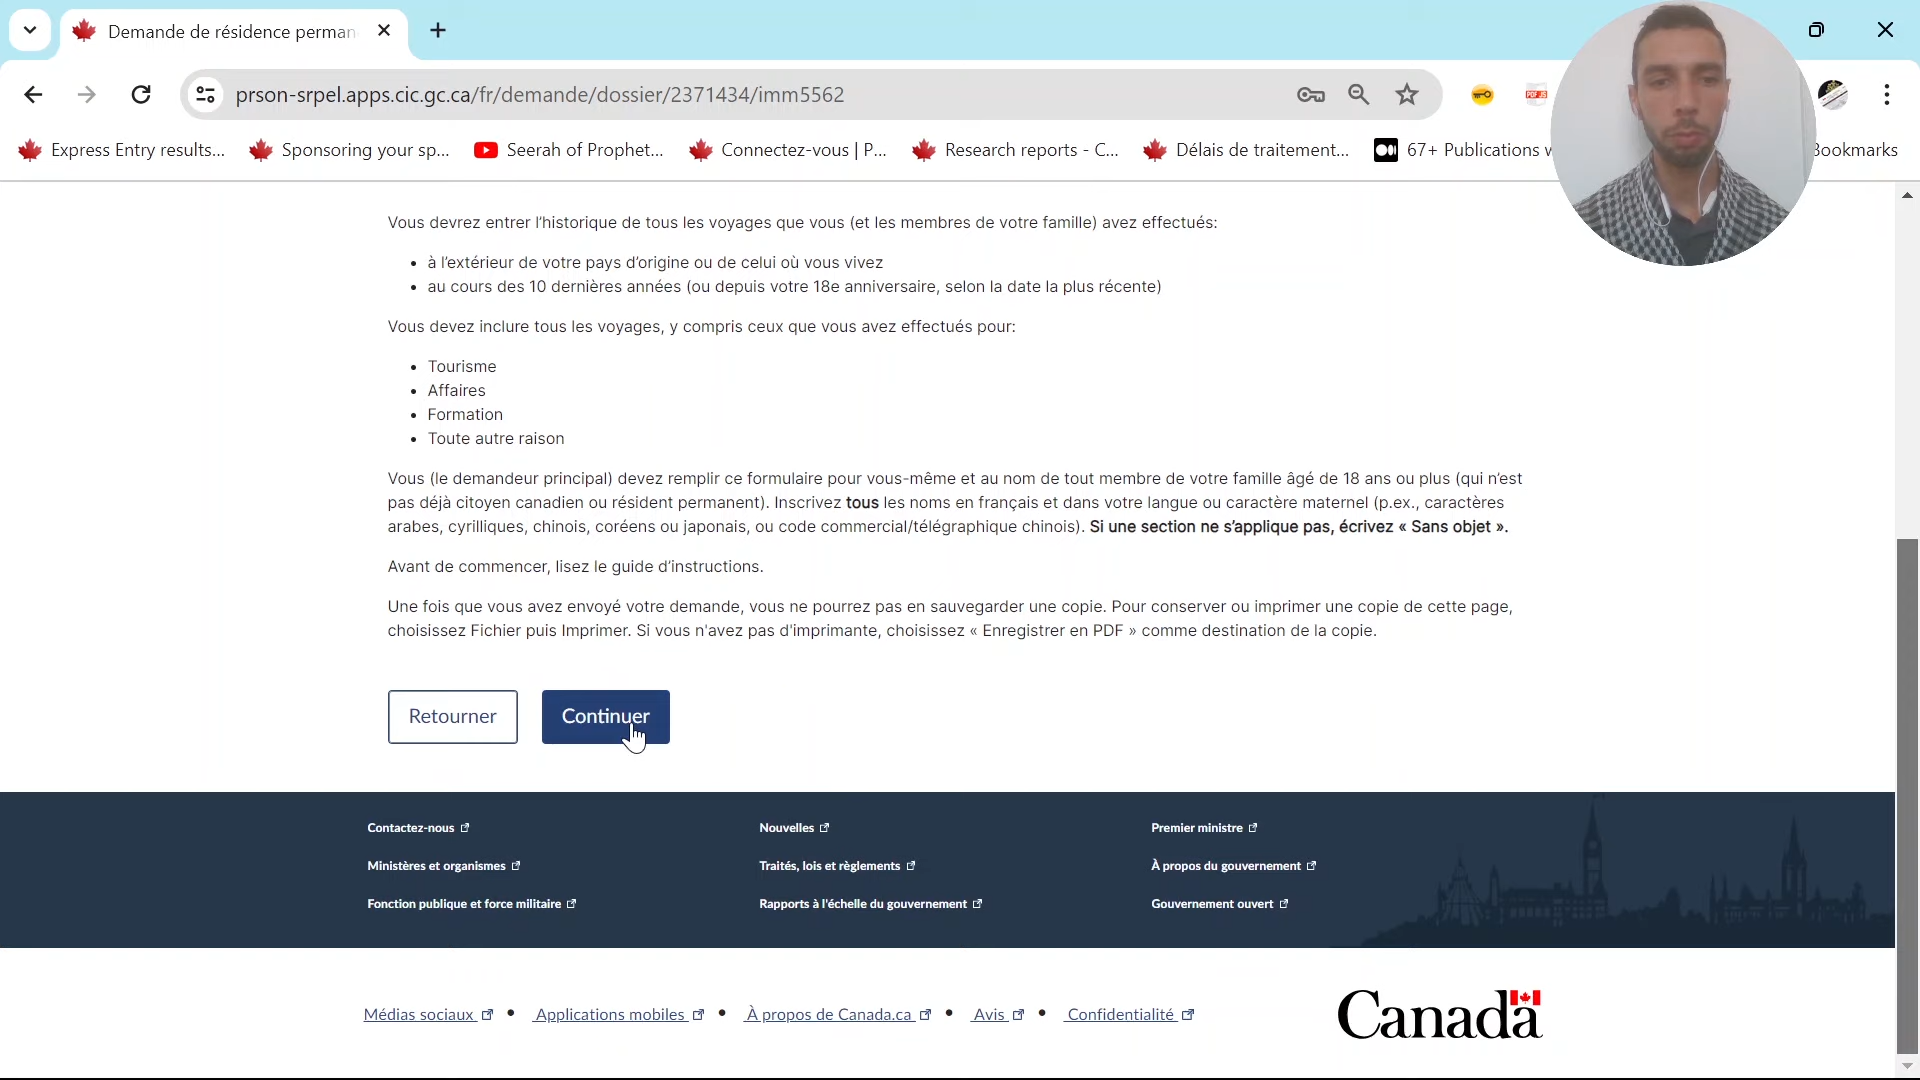 Demande de résidence perman
prson-srpel.apps.cic.gc.ca/fr/demande/dossier/2371434/imm5562
PDF JS
Express Entry results...
Sponsoring your sp...
Seerah of Prophet...
Connectez-vous | P...
Research reports - C...
Délais de traitement...
67+ Publications w
Bookmarks
Vous devrez entrer l’historique de tous les voyages que vous (et les membres de votre famille) avez effectués:
• à l’extérieur de votre pays d’origine ou de celui où vous vivez
• au cours des 10 dernières années (ou depuis votre 18e anniversaire, selon la date la plus récente)
Vous devez inclure tous les voyages, y compris ceux que vous avez effectués pour:
• Tourisme
• Affaires
• Formation
• Toute autre raison
Vous (le demandeur principal) devez remplir ce formulaire pour vous-même et au nom de tout membre de votre famille âgé de 18 ans ou plus (qui n’est
pas déjà citoyen canadien ou résident permanent). Inscrivez tous les noms en français et dans votre langue ou caractère maternel (p.ex., caractères
arabes, cyrilliques, chinois, coréens ou japonais, ou code commercial/télégraphique chinois). Si une section ne s’applique pas, écrivez « Sans objet ».
Avant de commencer, lisez le guide d’instructions.
Une fois que vous avez envoyé votre demande, vous ne pourrez pas en sauvegarder une copie. Pour conserver ou imprimer une copie de cette page,
choisissez Fichier puis Imprimer. Si vous n'avez pas d'imprimante, choisissez « Enregistrer en PDF » comme destination de la copie.
Retourner
Continuer
Contactez-nous
Nouvelles
Premier ministre
Ministères et organismes
Traités, lois et règlements
À propos du gouvernement
Fonction publique et force militaire
Rapports à l'échelle du gouvernement
Gouvernement ouvert
Médias sociaux • Applications mobiles • À propos de Canada.ca • Avis • Confidentialité
Canada